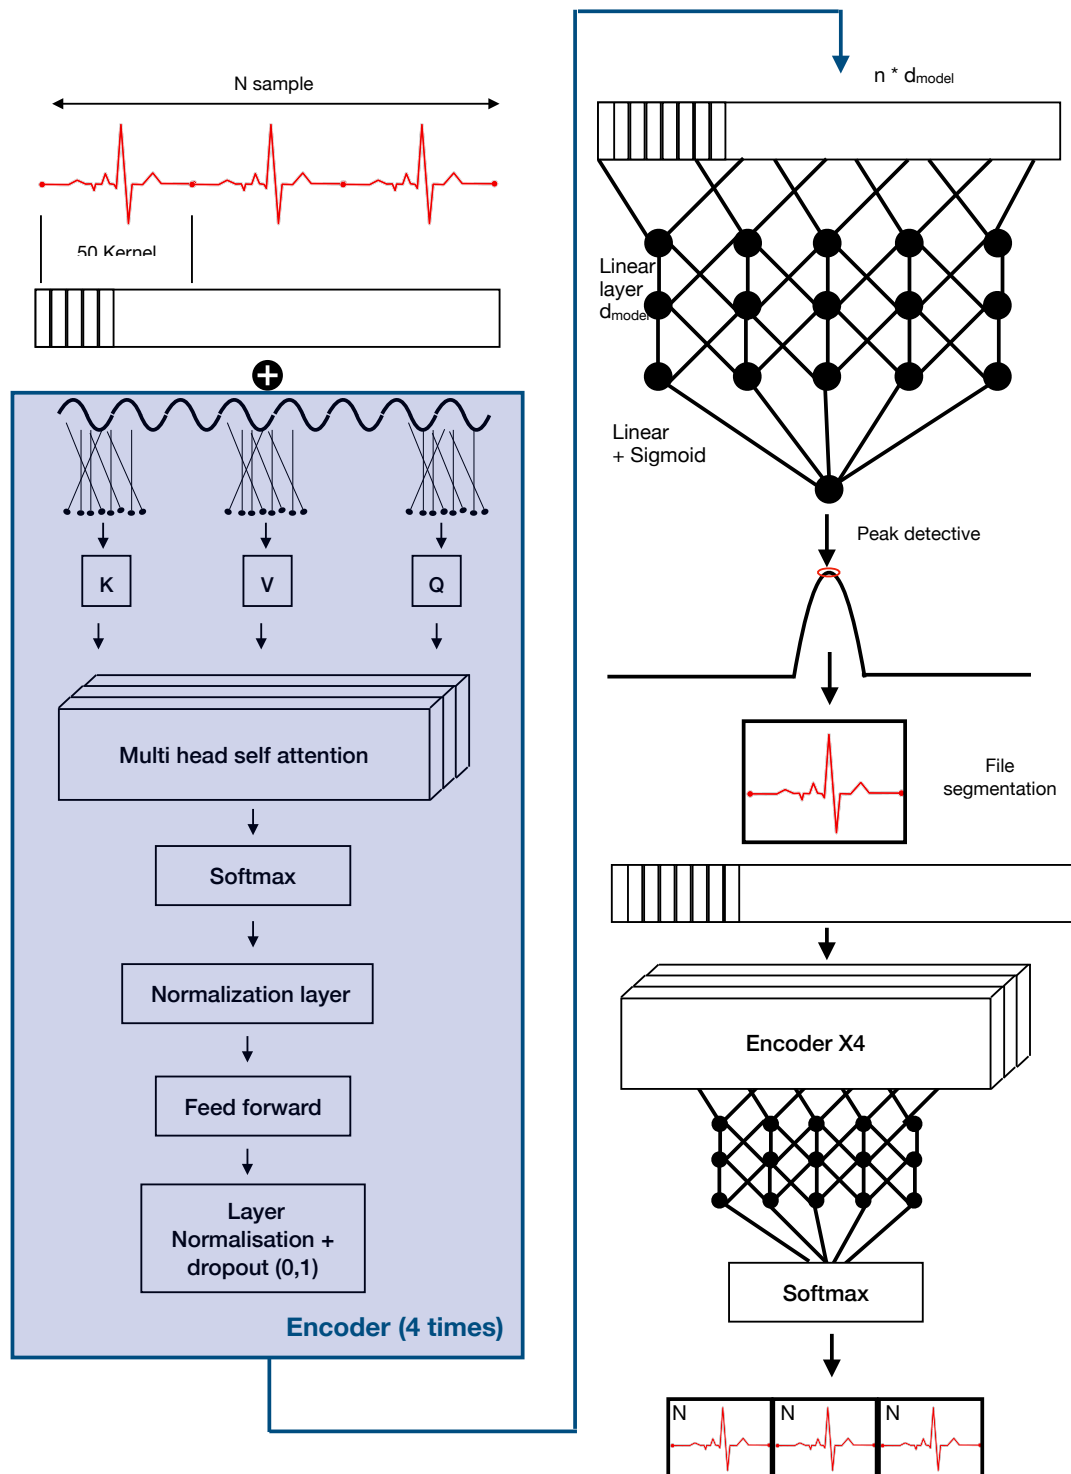 N sample
50 Kernel
K
V
Q
Multi head self attention
Softmax
Normalization layer
Feed forward
Layer
Normalisation +
dropout (0,1)
Encoder (4 times)
n * dmodel
Linear
layer
dmodel
Linear
+ Sigmoid
Peak detective
File
segmentation
Encoder X4
Softmax
N
N
N